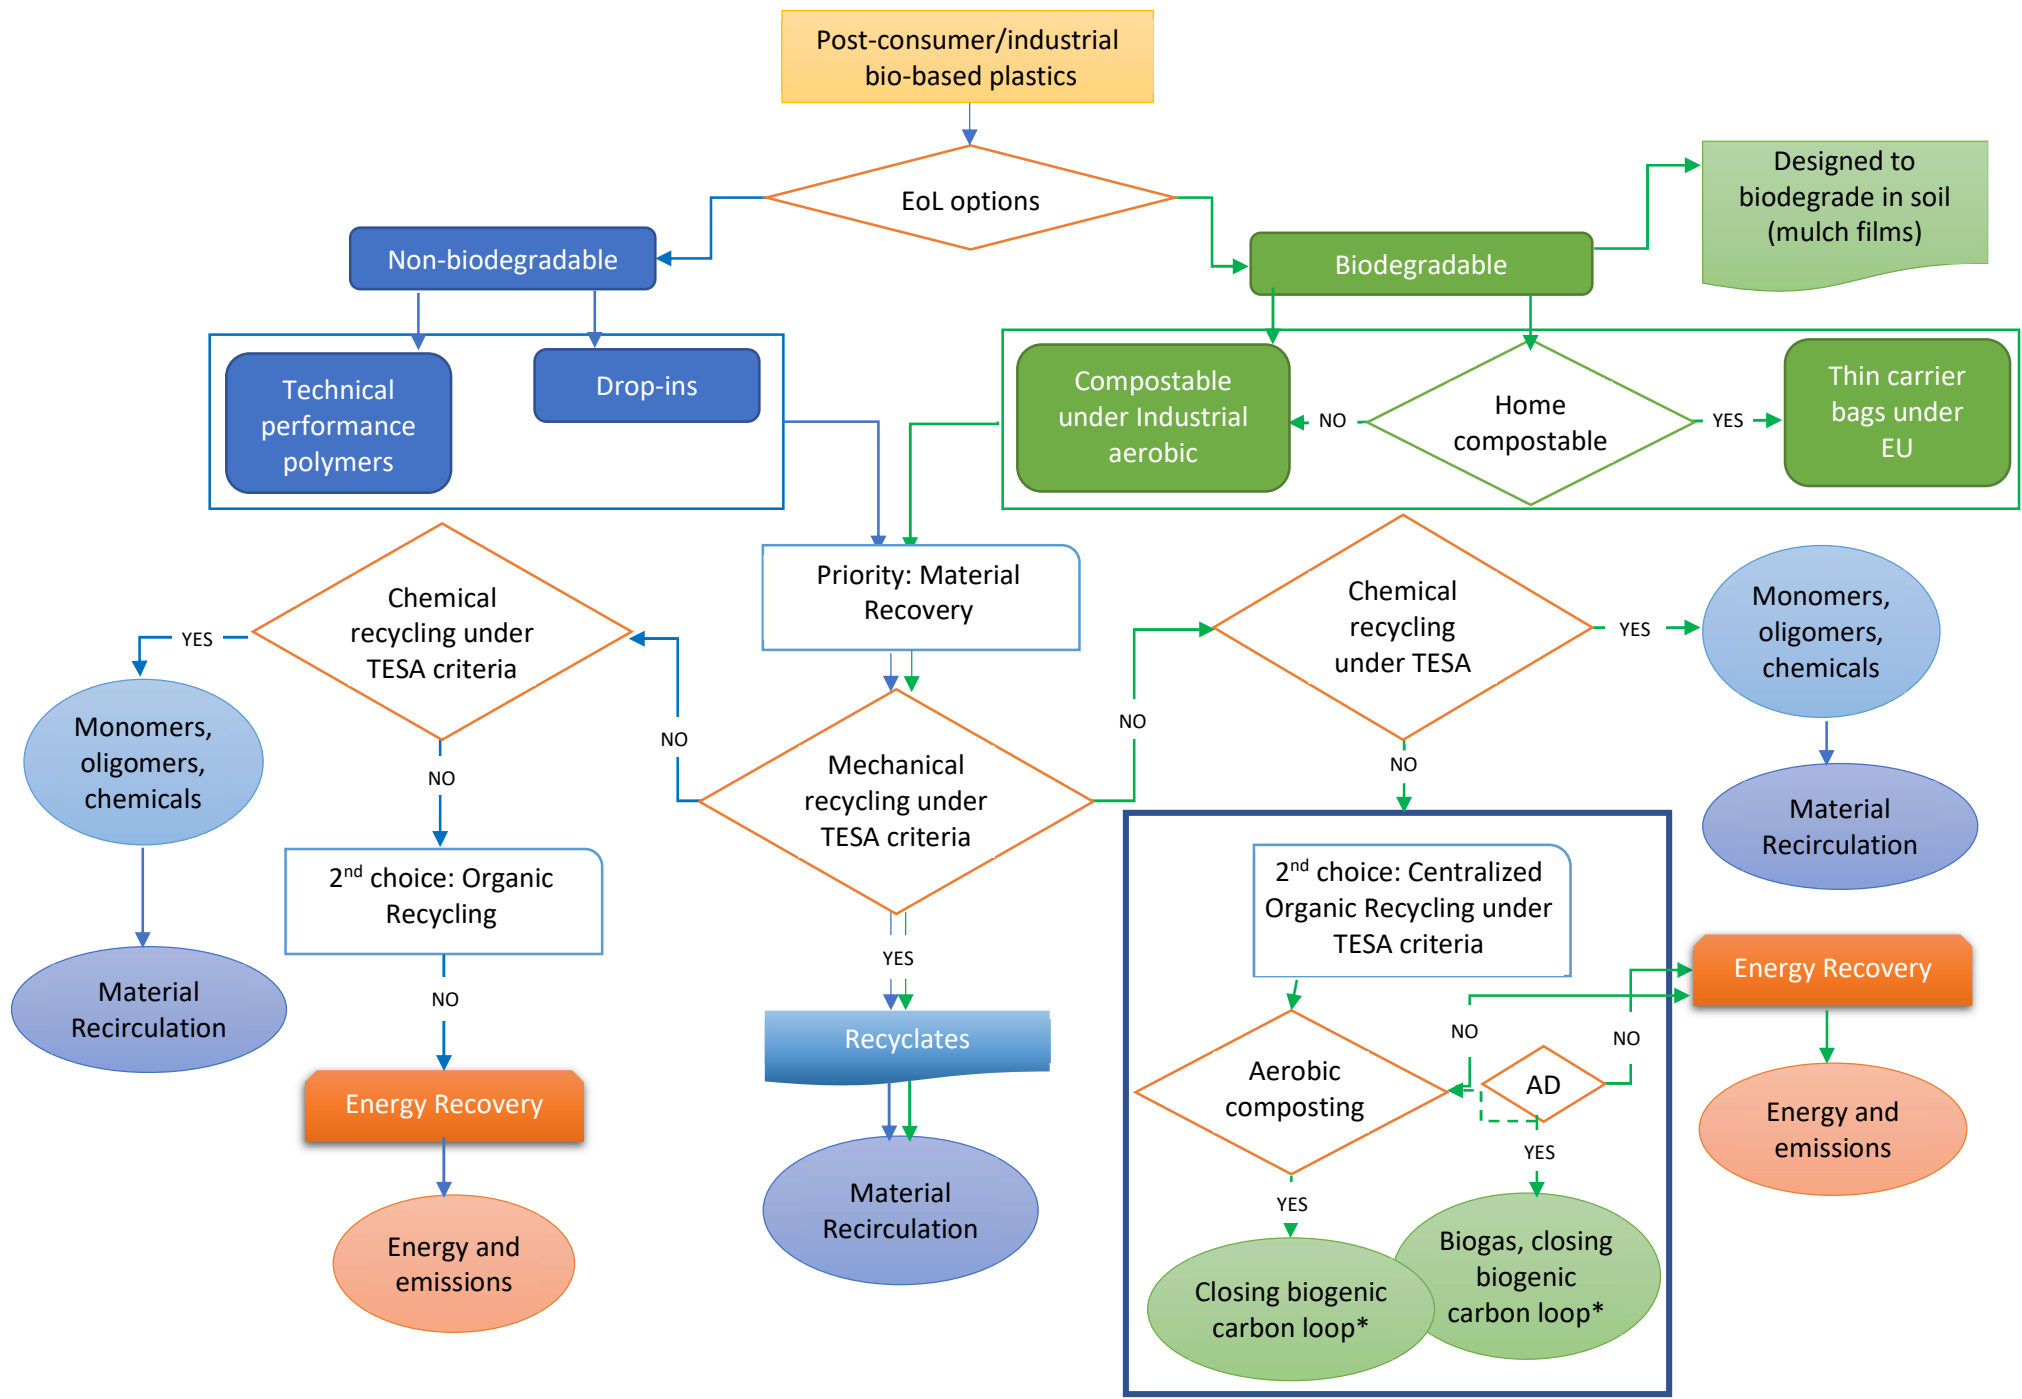 Post-consumer/industrial
bio-based plastics
EoL options
Designed to
biodegrade in soil
(mulch films)
Non-biodegradable
Biodegradable
Technical
performance
polymers
Drop-ins
Compostable
under Industrial
aerobic
NO
Home
compostable
YES
Thin carrier
bags under
EU
Chemical
recycling under
TESA criteria
YES
Priority: Material
Recovery
Chemical
recycling
under TESA
YES
Monomers,
oligomers,
chemicals
Monomers,
oligomers,
chemicals
NO
NO
Mechanical
recycling under
TESA criteria
NO
NO
Material
Recirculation
2nd choice: Organic
Recycling
2nd choice: Centralized
Organic Recycling under
TESA criteria
YES
Energy Recovery
Material
Recirculation
NO
Recyclates
NO
NO
Aerobic
composting
AD
Energy Recovery
Energy and
emissions
YES
YES
Material
Recirculation
Energy and
emissions
Closing biogenic
carbon loop*
Biogas, closing
biogenic
carbon loop*